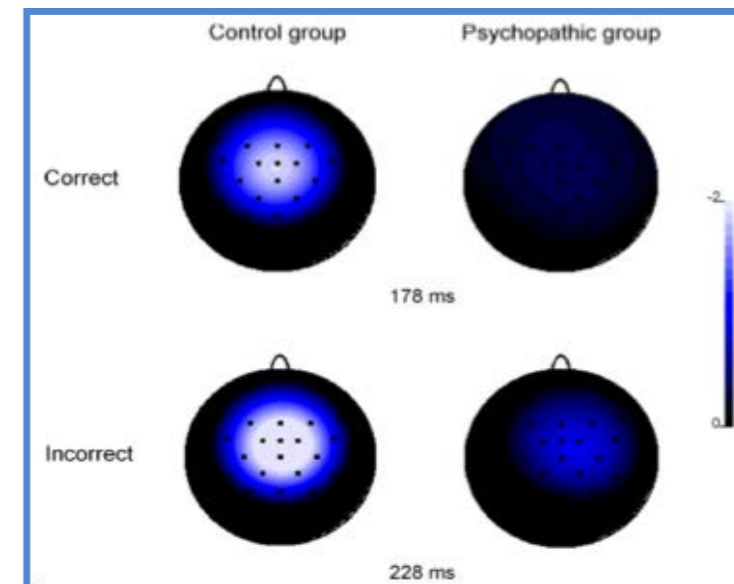 Control group Psychopathic group
Correct
-2
178 ms
0
Incorrect
228 ms